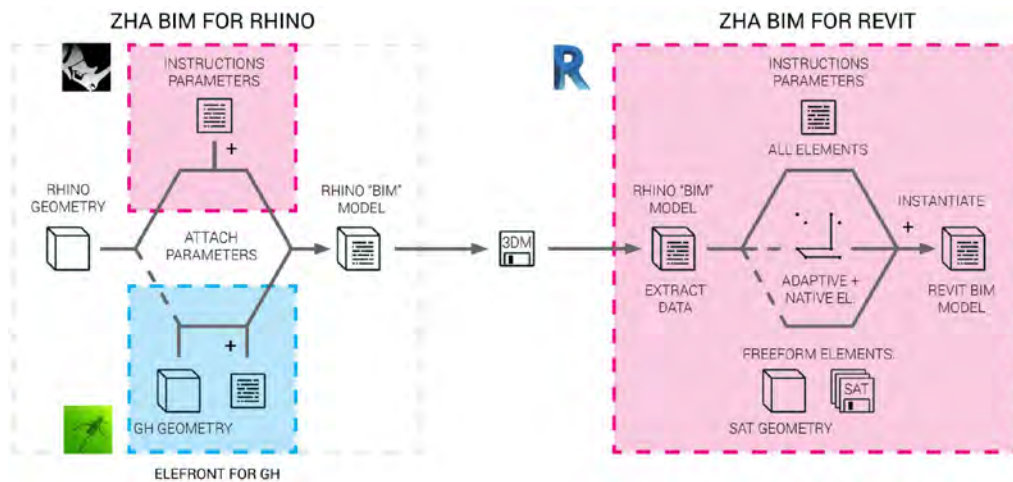 ZHA BIM FOR RHINO
INSTRUCTIONS
PARAMETERS
+
RHINO
GEOMETRY
ATTACH
PARAMETERS
RHINO "BIM"
MODEL
+
GH GEOMETRY
ELEFRONT FOR GH
3DM
ZHA BIM FOR REVIT
R
INSTRUCTIONS
PARAMETERS
ALL ELEMENTS
RHINO "BIM"
MODEL
EXTRACT
DATA
ADAPTIVE +
NATIVE EL.
INSTANTIATE
+
REVIT BIM
MODEL
FREEFORM ELEMENTS
SAT
SAT GEOMETRY